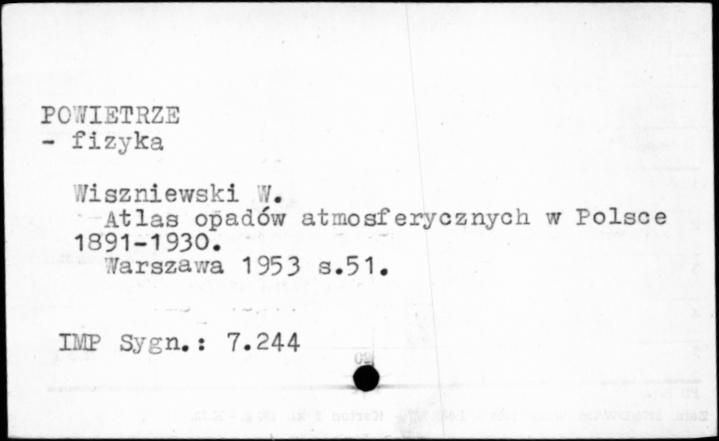 POWIETRZE
- fizyka
Wiszniewski W.
Atlas opadów atmosferycznych w Polsce
1891-1930.
Warszawa 1953 s.51.
IMP Sygn.: 7.244